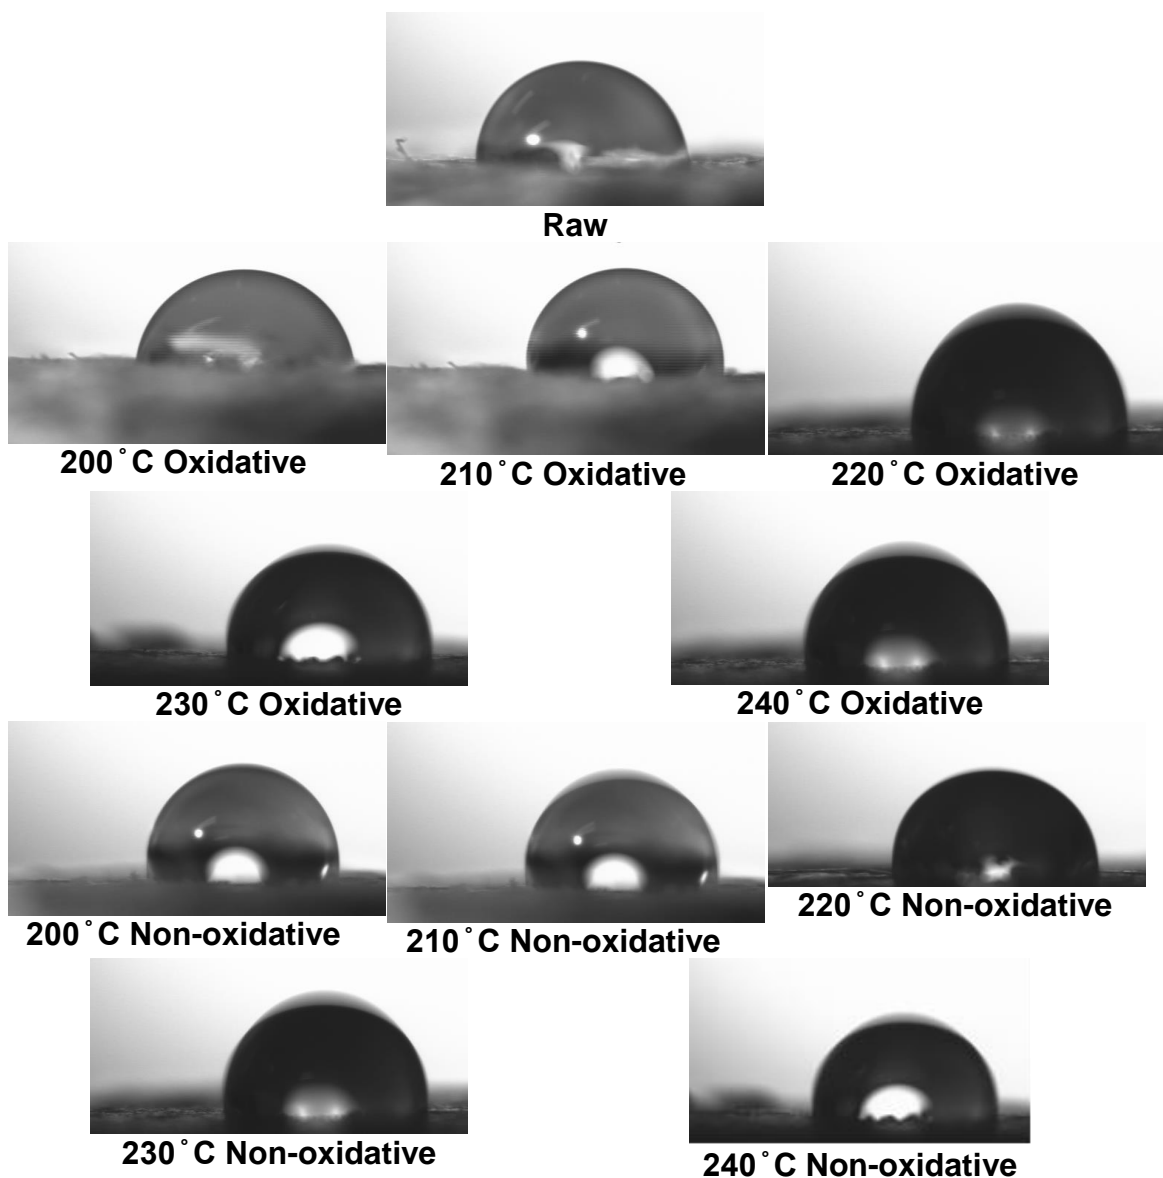 Raw
200°C Oxidative
210°C Oxidative
220°C Oxidative
230°C Oxidative
240°C Oxidative
200°C Non-oxidative
210°C Non-oxidative
220°C Non-oxidative
230°C Non-oxidative
240°C Non-oxidative